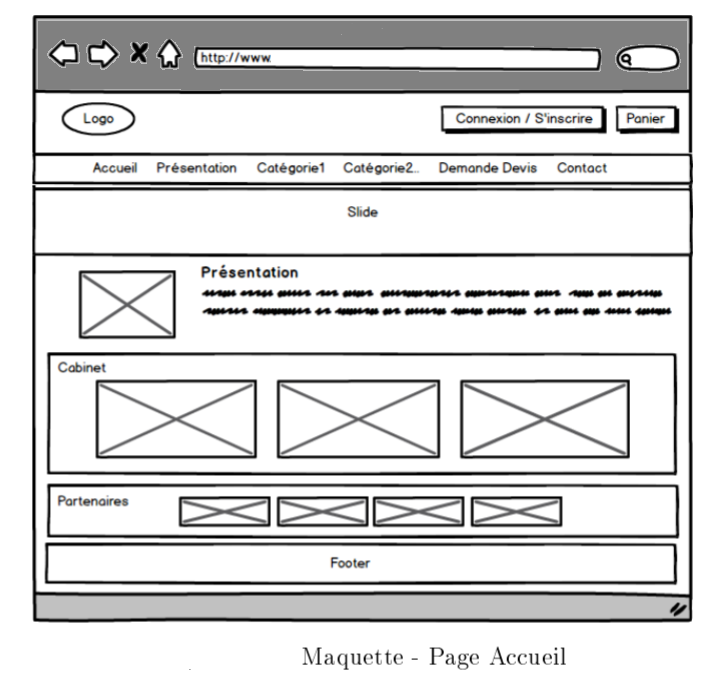 http://www.
Logo
Connexion / S'inscrire
Panier
Accueil Présentation Catégorie1 Catégorie2.. Demande Devis Contact
Slide
Présentation
Cabinet
Partenaires
Footer
Maquette - Page Accueil